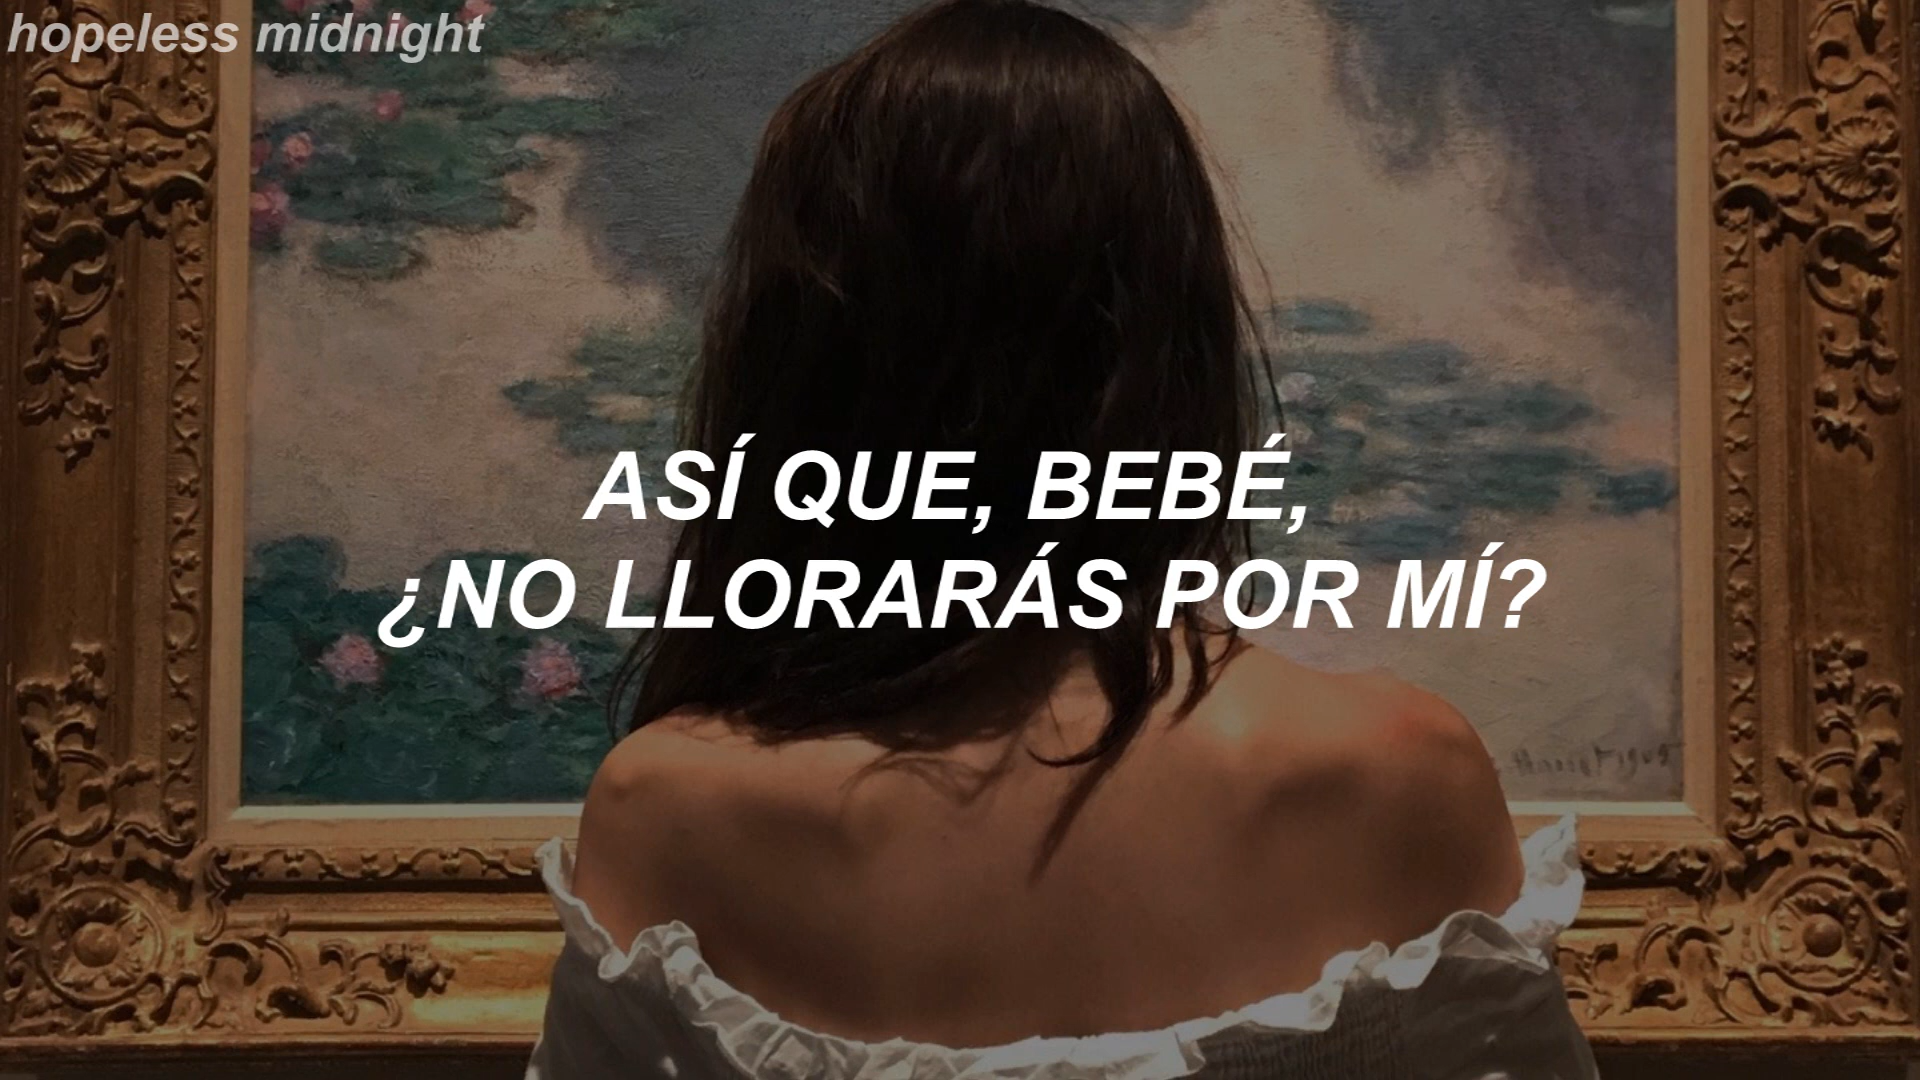 hopeless midnight
ASÍ QUE, BEBÉ,
¿NO LLORARÁS POR MÍ?